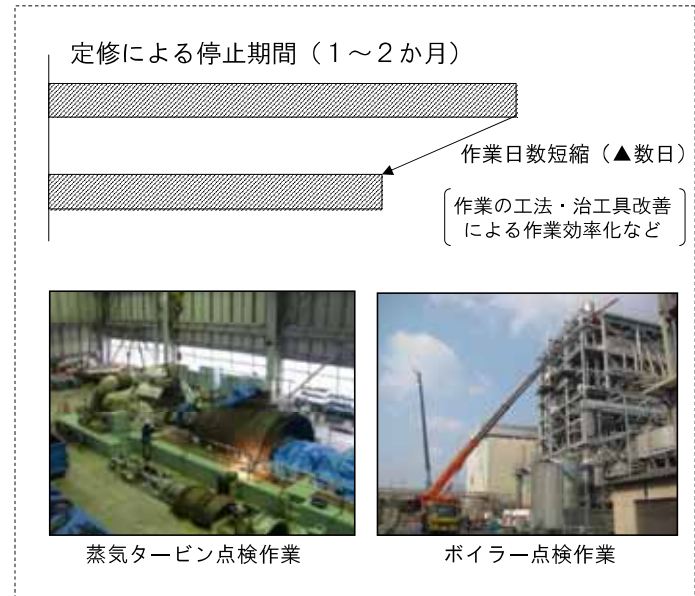 定修による停止期間（１～２か月）
作業日数短縮（▲数日）
作業の工法・治工具改善
による作業効率化など
蒸気タービン点検作業
ボイラー点検作業